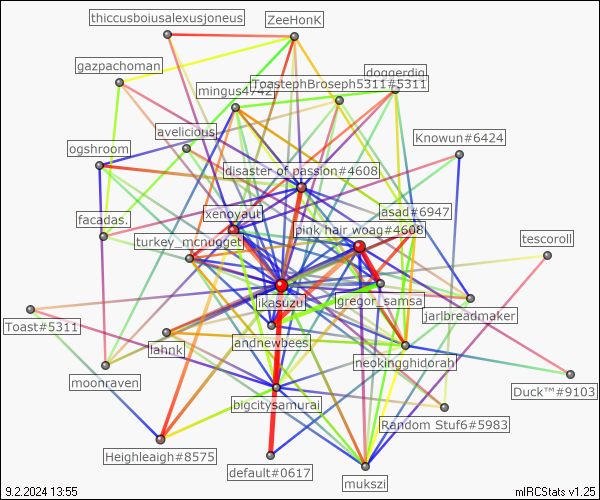 thiccusboiusalexusjoneus
ZeeHonK
gazpachoman
doggerdig
mingus4742
ToastephBroseph5311#5311
avelicious
Knowun#6424
ogshroom
disaster of passion#4608
xenoyauti
asad#6947
facadas.
pink hair woag#4608
turkey_mcnugget
tescoroll
likasuzu
gregor_samsa
jarlbreadmaker
Toast#5311
lahnk
andnewbees
neokingghidorah
moonraven
Duck™#9103
bigcitysamurai
Random Stuf6#5983
Heighleaigh#8575
default#0617
mukszi
9.2.2024 13:55
mIRCStats v1.25